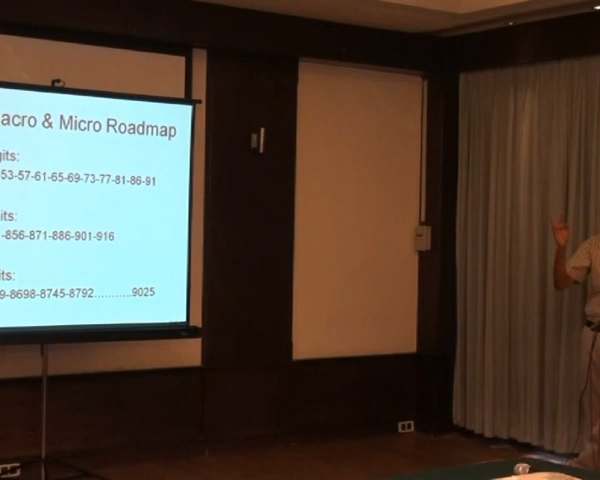 acro & Micro Roadmap
gits:
-53-57-61-65-69-73-77-81-86-91
its:
-856-871-886-901-916
its:
9-8698-8745-8792..........9025